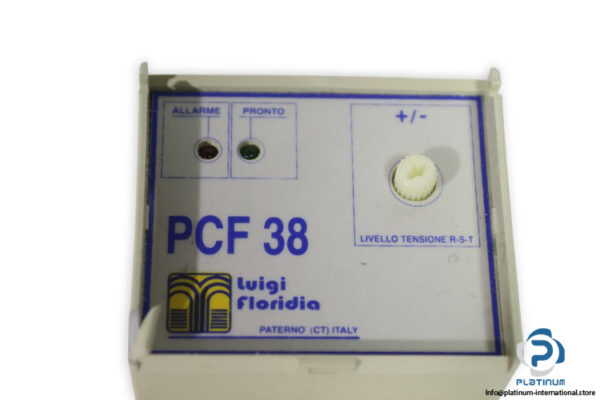 ALLARME PRONTO
+/-
LIVELLO TENSIONE R-S-T
PCF 38
Luigi
Floridia
PATERNO' (CT) ITALY
PLATINUM
Info@platinum-international.store